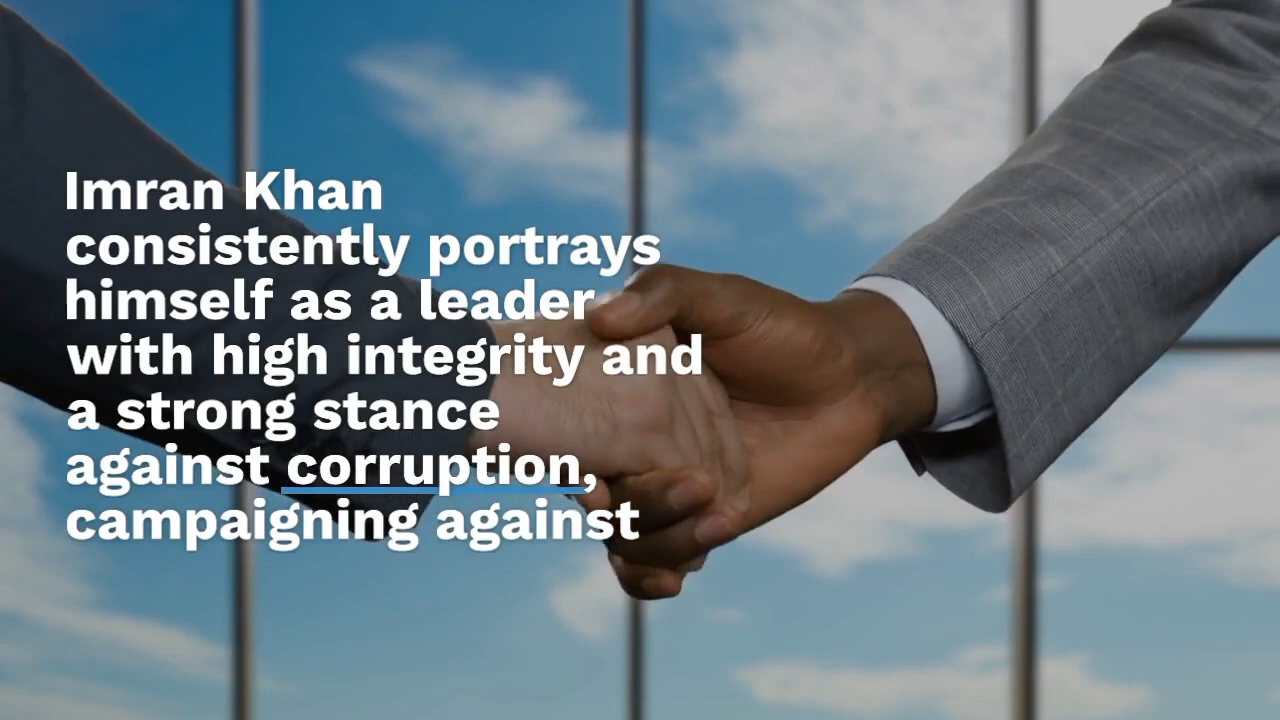 Imran Khan
consistently portrays
himself as a leader
with high integrity and
a strong stance
against corruption,
campaigning against